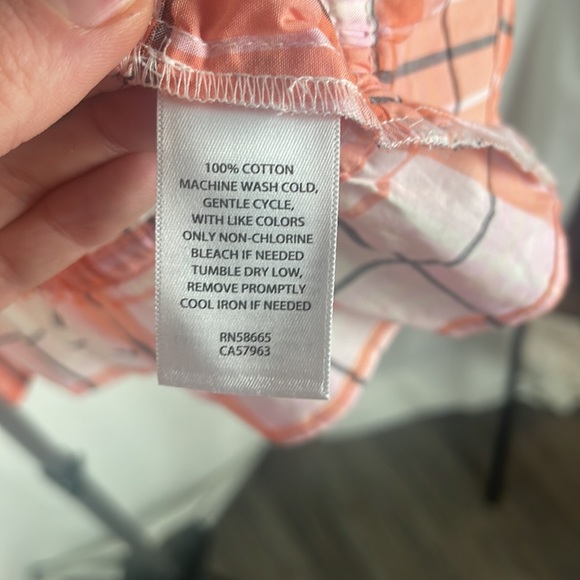 100% COTTON
MACHINE WASH COLD,
GENTLE CYCLE,
WITH LIKE COLORS
ONLY NON-CHLORINE
BLEACH IF NEEDED
TUMBLE DRY LOW,
REMOVE PROMPTLY
COOL IRON IF NEEDED
RN58665
CA57963